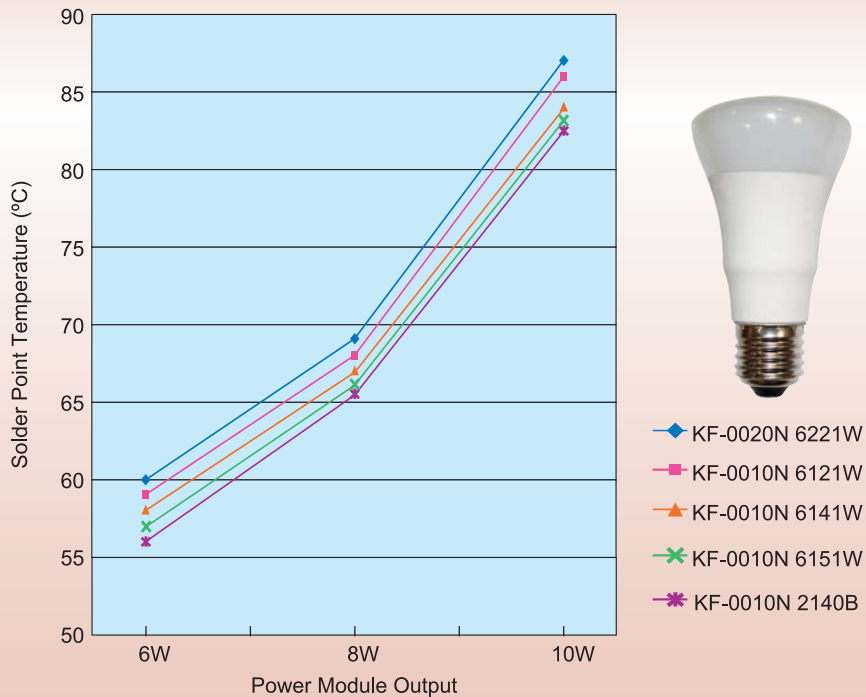 90
85
80
75
70
65
60
55
50
Solder Point Temperature (ºC)
6W
8W
10W
Power Module Output
KF-0020N 6221W
KF-0010N 6121W
KF-0010N 6141W
KF-0010N 6151W
KF-0010N 2140B